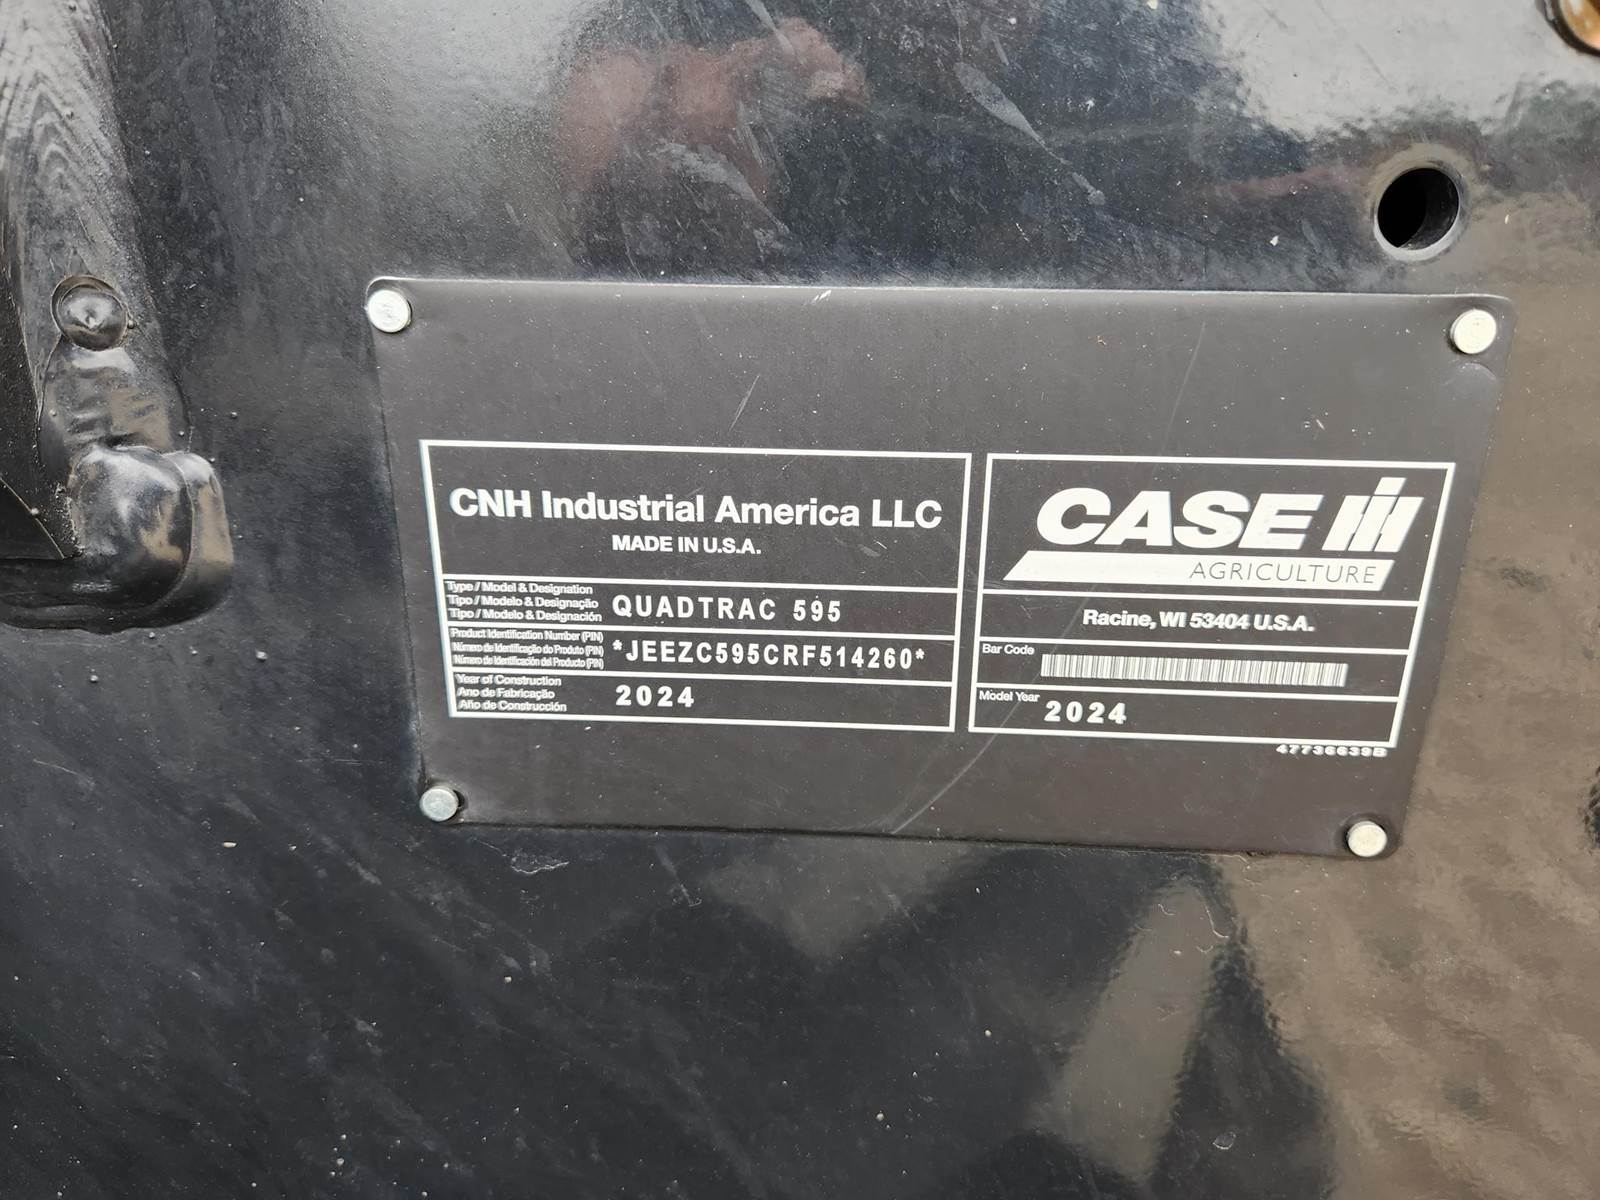 CNH Industrial America LLC
MADE IN U.S.A.
Type / Model & Designation
Tipo / Modelo & Designação
Tipo / Modelo & Designación
QUADTRAC 595
Product Identification Number (PIN)
Número de Identificação do Produto (PIN)
Número de Identificación del Producto (PIN)
*JEEZC595CRF514260*
Year of Construction
Ano de Fabricação
Año de Construcción
2024
CASE IH
AGRICULTURE
Racine, WI 53404 U.S.A.
Bar Code
Model Year
2024
47736639B